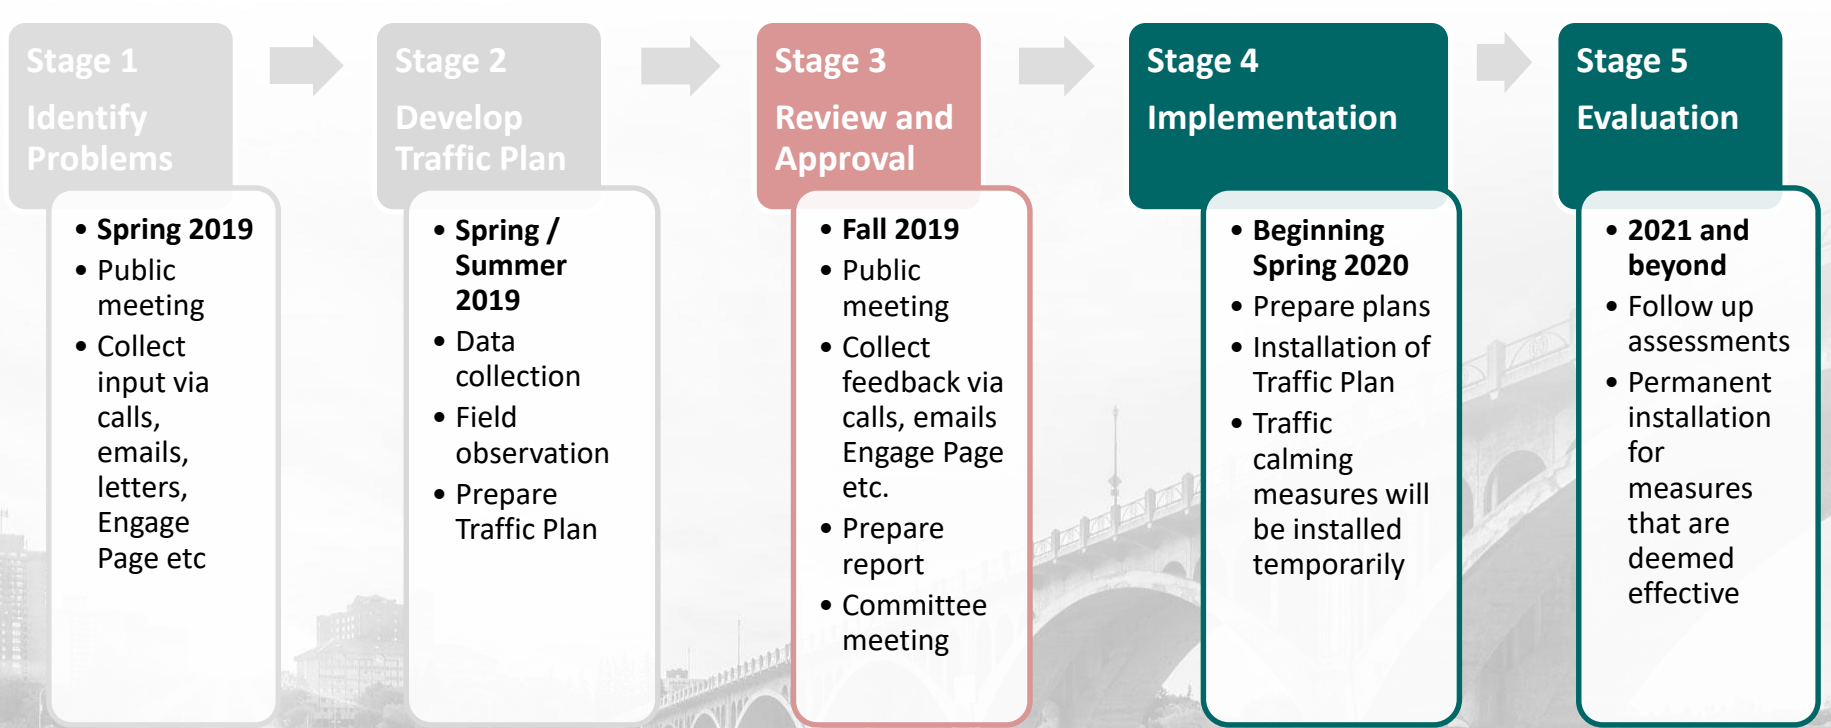 Stage 1
Identify
Problems
• Spring 2019
• Public
meeting
• Collect
input via
calls,
emails,
letters,
Engage
Page etc
Stage 2
Develop
Traffic Plan
• Spring /
Summer
2019
• Data
collection
• Field
observation
• Prepare
Traffic Plan
Stage 3
Review and
Approval
• Fall 2019
• Public
meeting
• Collect
feedback via
calls, emails
Engage Page
etc.
• Prepare
report
• Committee
meeting
Stage 4
Implementation
• Beginning
Spring 2020
• Prepare plans
• Installation of
Traffic Plan
• Traffic
calming
measures will
be installed
temporarily
Stage 5
Evaluation
• 2021 and
beyond
• Follow up
assessments
• Permanent
installation
for
measures
that are
deemed
effective